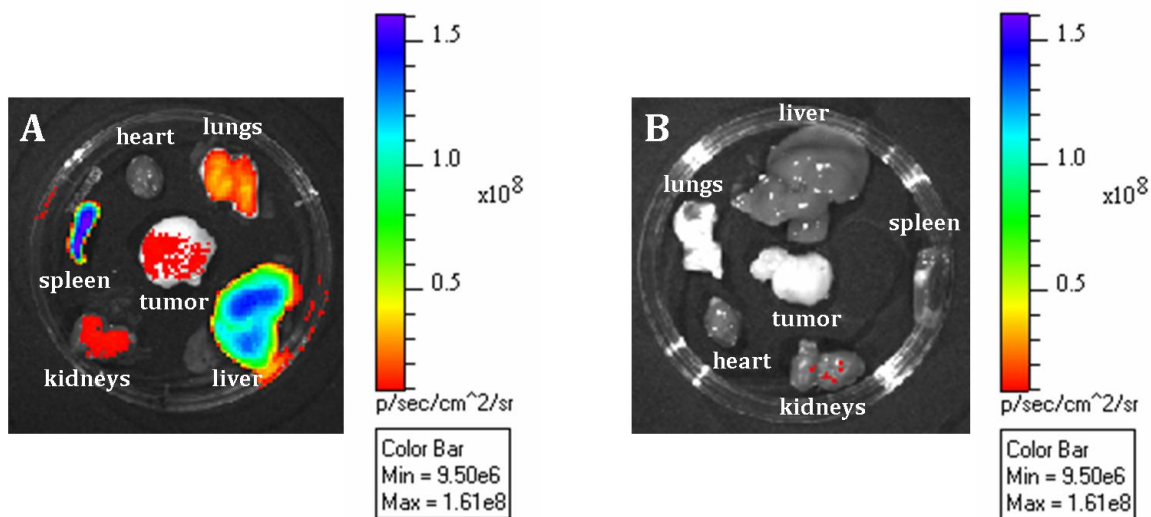 A
heart
lungs
spleen
tumor
kidneys
liver
1.5
1.0
x10^8
0.5
p/sec/cm^2/sr
Color Bar
Min = 9.50e6
Max = 1.61e8
B
liver
lungs
spleen
tumor
heart
kidneys
1.5
1.0
x10^8
0.5
p/sec/cm^2/sr
Color Bar
Min = 9.50e6
Max = 1.61e8